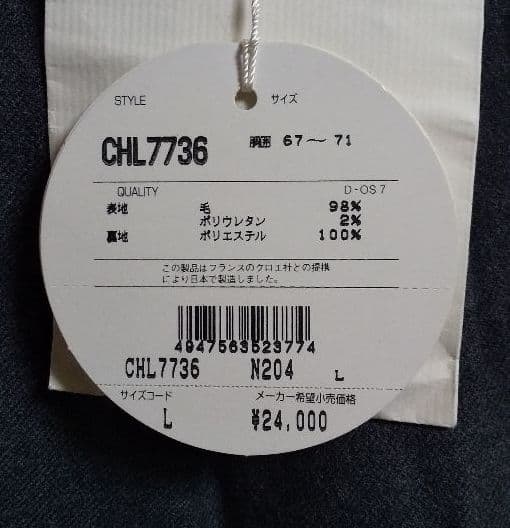 STYLE サイズ
CHL7736 胴囲 67～71
QUALITY D-OS7
表地 毛 98%
ポリウレタン 2%
裏地 ポリエステル 100%
この製品はフランスのクロエ社との提携
により日本で製造しました。
4947563523774
CHL7736 N204 L
サイズコード メーカー希望小売価格
L ¥24,000